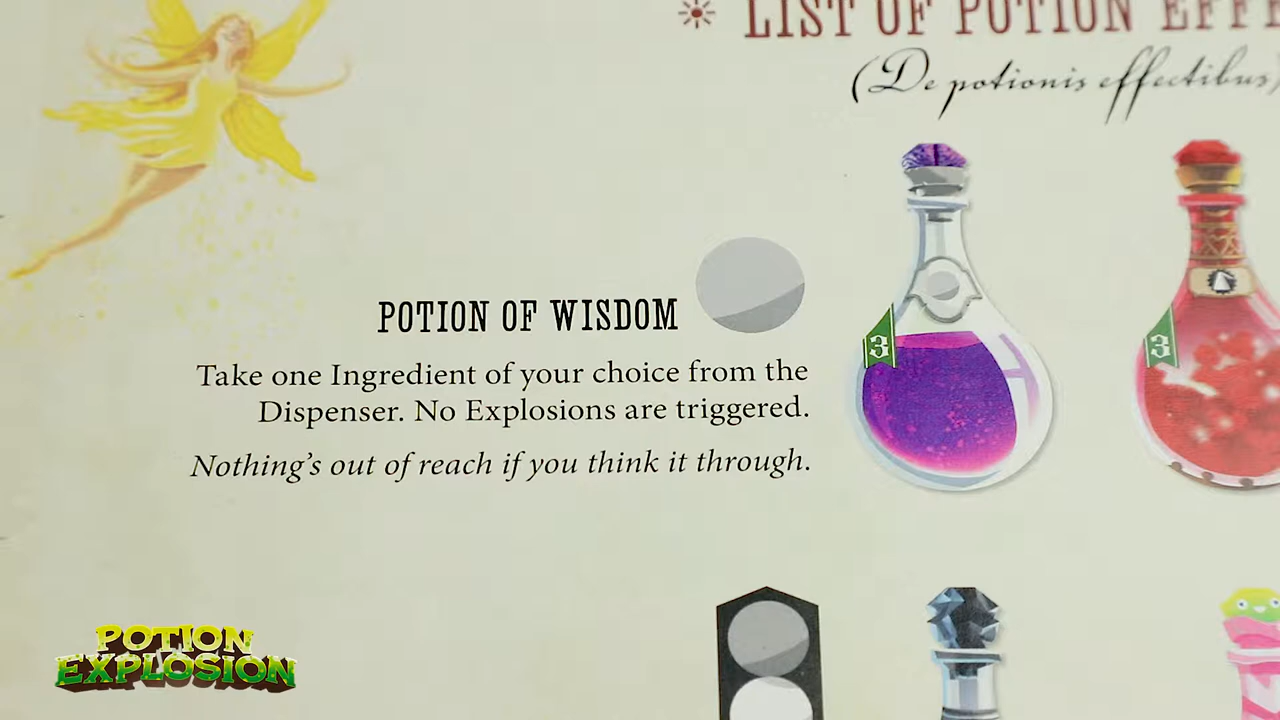 LIST OF POTION
(De potionis effectibus)
POTION OF WISDOM
Take one Ingredient of your choice from the
Dispenser. No Explosions are triggered.
Nothing's out of reach if you think it through.
3
3
POTION
EXPLOSION